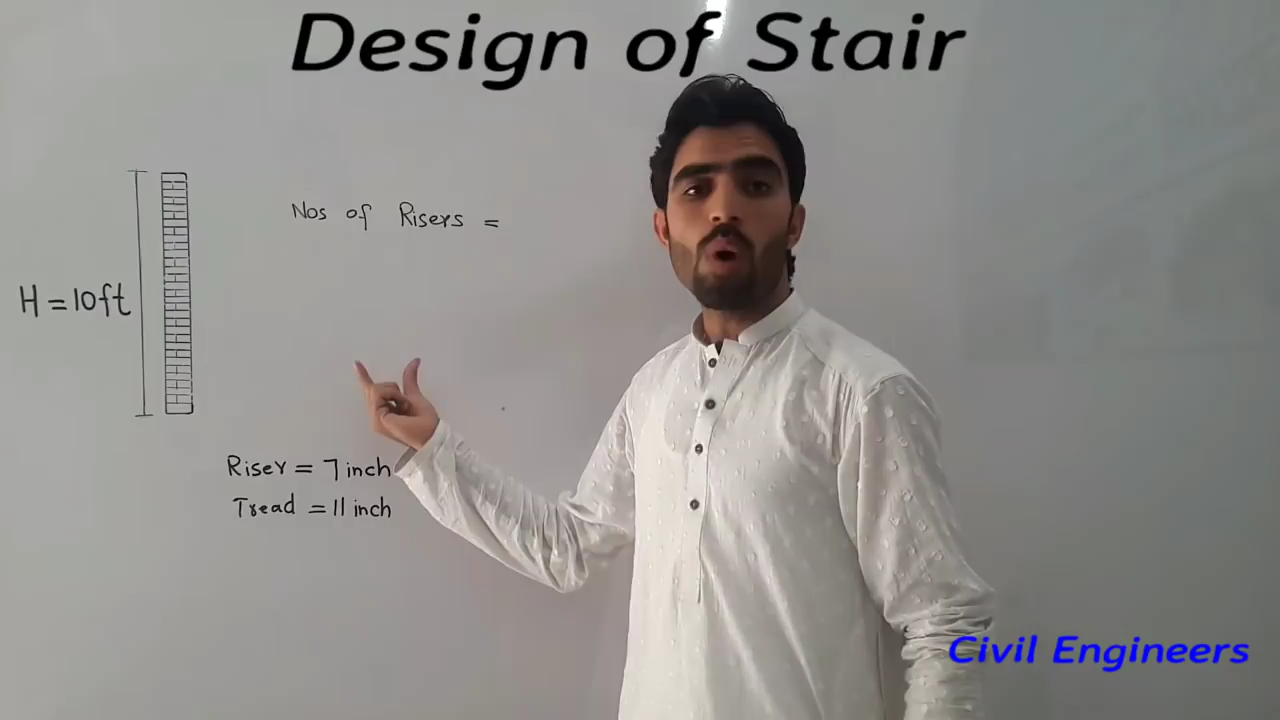 Design of Stair
Nos of Risers =
H = 10ft
Riser = 7 inch
Tread = 11 inch
Civil Engineers